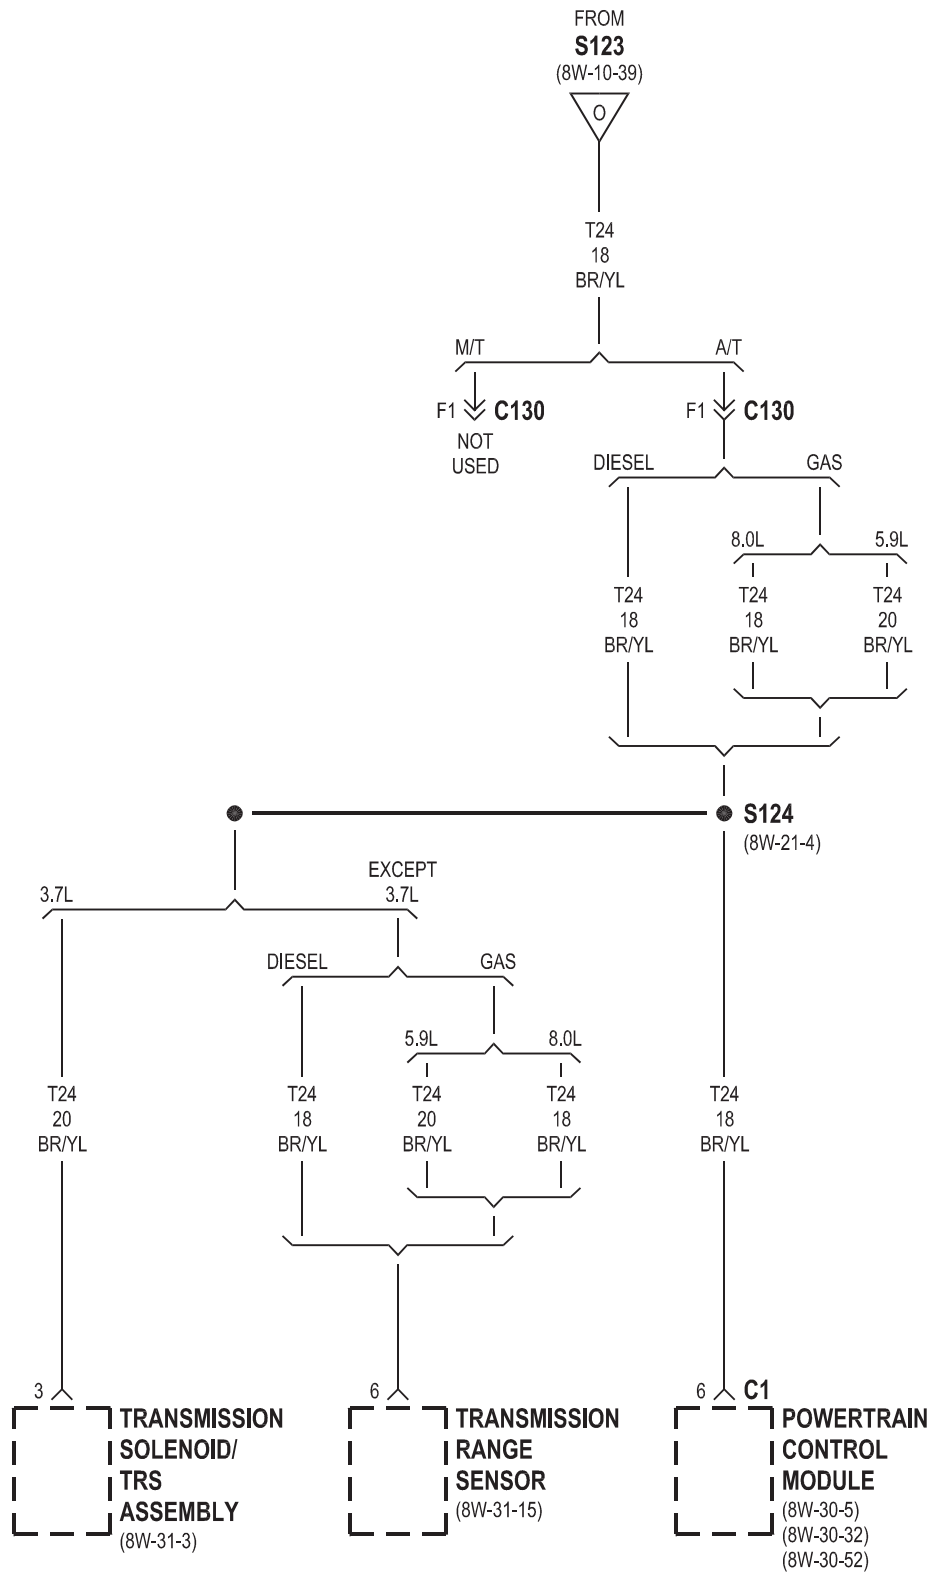 FROM
S123
(8W-10-39)
O
T24
18
BR/YL
M/T
A/T
F1 C130
NOT
USED
F1 C130
DIESEL
GAS
8.0L
5.9L
T24
18
BR/YL
T24
18
BR/YL
T24
20
BR/YL
S124
(8W-21-4)
3.7L
EXCEPT
3.7L
DIESEL
GAS
5.9L
8.0L
T24
20
BR/YL
T24
18
BR/YL
T24
20
BR/YL
T24
18
BR/YL
T24
18
BR/YL
3
TRANSMISSION
SOLENOID/
TRS
ASSEMBLY
(8W-31-3)
6
TRANSMISSION
RANGE
SENSOR
(8W-31-15)
6 C1
POWERTRAIN
CONTROL
MODULE
(8W-30-5)
(8W-30-32)
(8W-30-52)